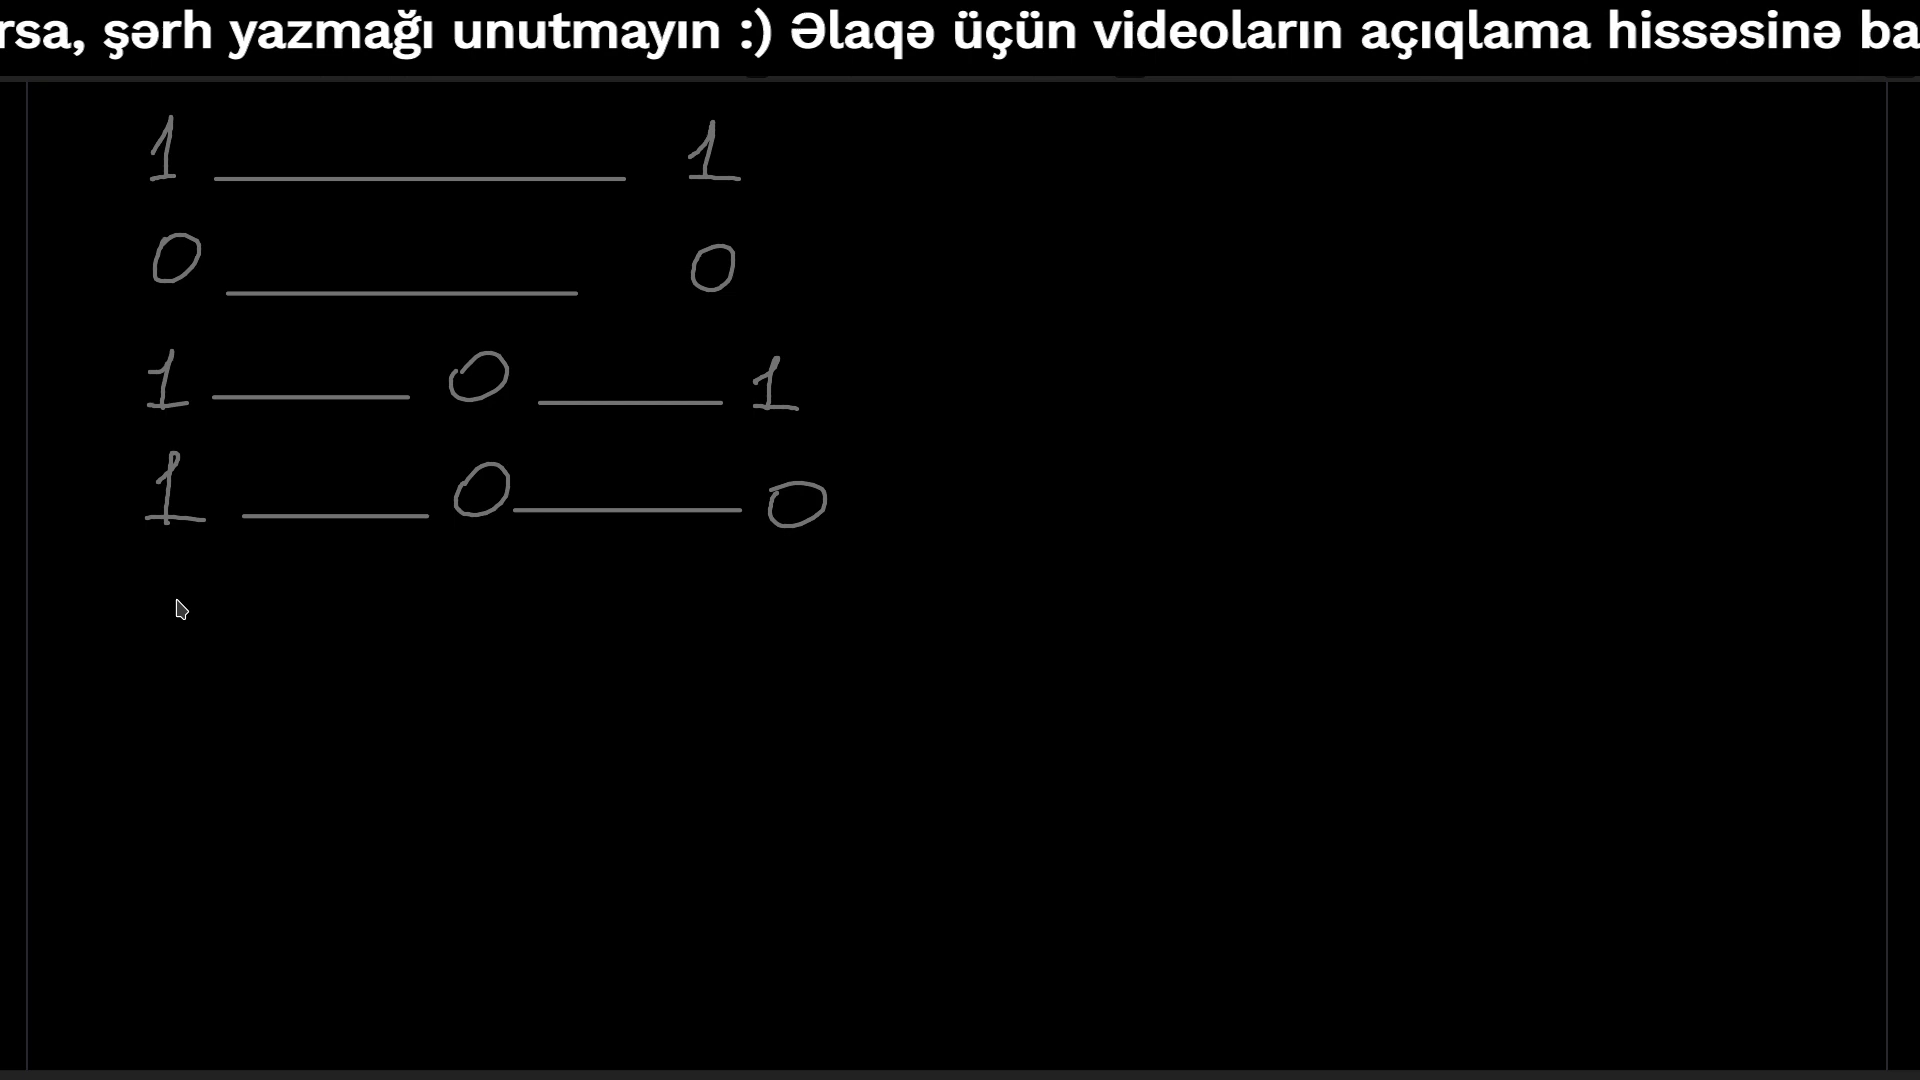 rsa, şərh yazmağı unutmayın :) Əlaqə üçün videoların açıqlama hissəsinə ba
1 1
0 0
1 0 1
1 0 0